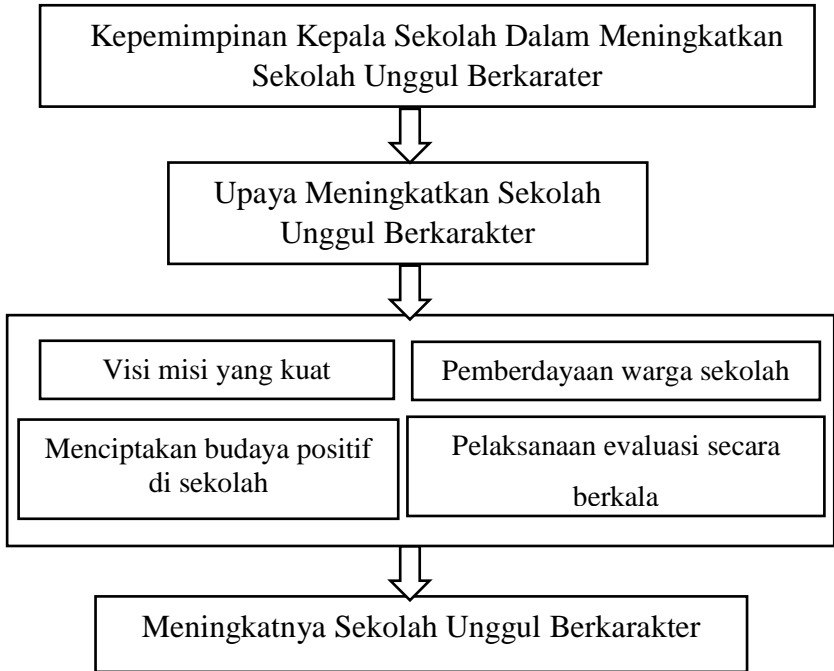 Kepemimpinan Kepala Sekolah Dalam Meningkatkan
Sekolah Unggul Berkarater
Upaya Meningkatkan Sekolah
Unggul Berkarakter
Visi misi yang kuat
Pemberdayaan warga sekolah
Menciptakan budaya positif
di sekolah
Pelaksanaan evaluasi secara
berkala
Meningkatnya Sekolah Unggul Berkarakter